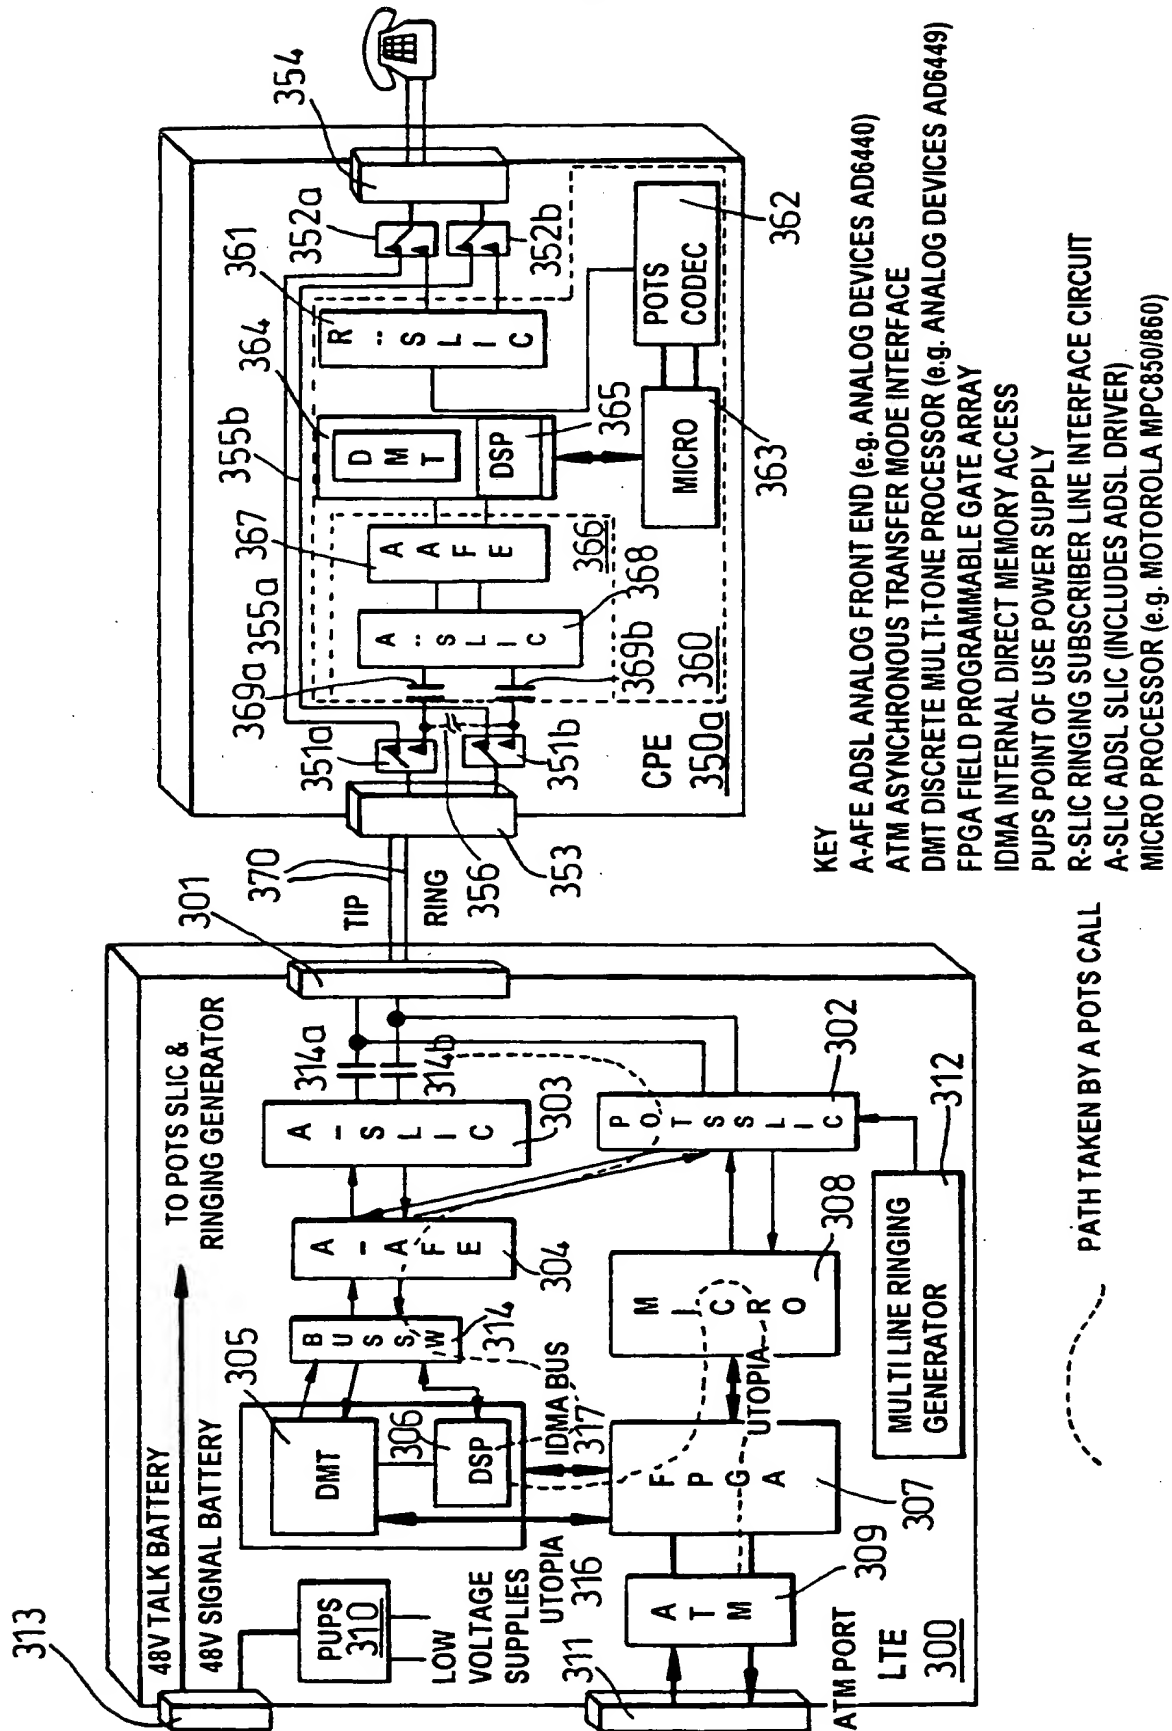 313
48V TALK BATTERY
48V SIGNAL BATTERY
TO POTS SLIC &
RINGING GENERATOR
PUPS
310
LOW
VOLTAGE
SUPPLIES
305
DMT
306
DSP
BUS SW
314
IDMA BUS
317
UTOPIA
316
A-AFE
304
A-SLIC
303
314a
314b
301
TIP
RING
370
POTS SLIC
302
MICRO
308
UTOPIA
FPGA
307
ATM
309
311
ATM PORT
LTE
300
MULTI LINE RINGING
GENERATOR
312
353
356
351a
351b
CPE
350a
369a
369b
355a
355b
360
A-SLIC
368
A-AFE
367
366
364
DMT
DSP
365
361
R-SLIC
352a
352b
354
MICRO
363
POTS
CODEC
362
PATH TAKEN BY A POTS CALL
KEY
A-AFE ADSL ANALOG FRONT END (e.g. ANALOG DEVICES AD6440)
ATM ASYNCHRONOUS TRANSFER MODE INTERFACE
DMT DISCRETE MULTI-TONE PROCESSOR (e.g. ANALOG DEVICES AD6449)
FPGA FIELD PROGRAMMABLE GATE ARRAY
IDMA INTERNAL DIRECT MEMORY ACCESS
PUPS POINT OF USE POWER SUPPLY
R-SLIC RINGING SUBSCRIBER LINE INTERFACE CIRCUIT
A-SLIC ADSL SLIC (INCLUDES ADSL DRIVER)
MICRO PROCESSOR (e.g. MOTOROLA MPC850/860)